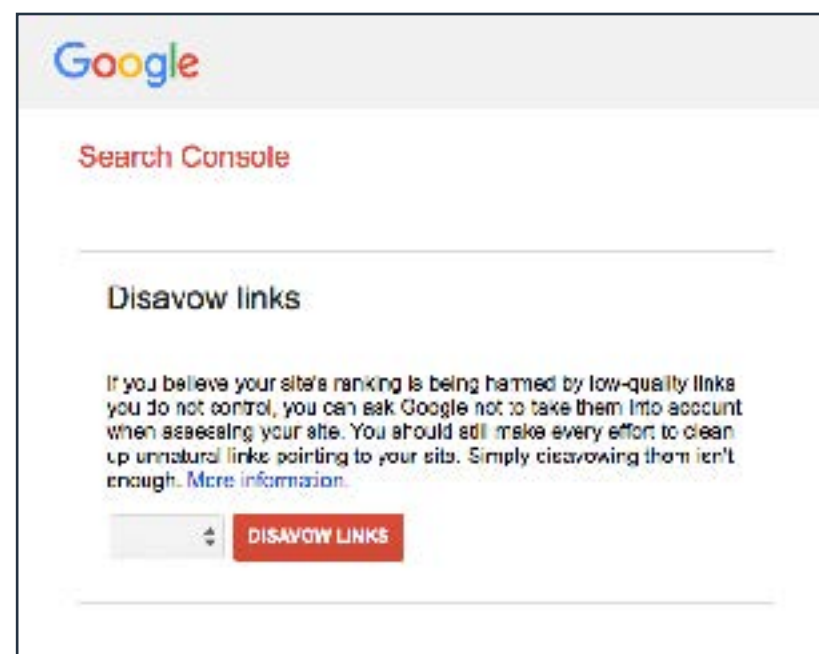 Google
Search Console
Disavow links
If you believe your site's ranking is being harmed by low-quality links
you do not control, you can ask Google not to take them into account
when assessing your site. You should still make every effort to clean
up unnatural links pointing to your site. Simply disavowing them isn't
enough. More information.
DISAVOW LINKS